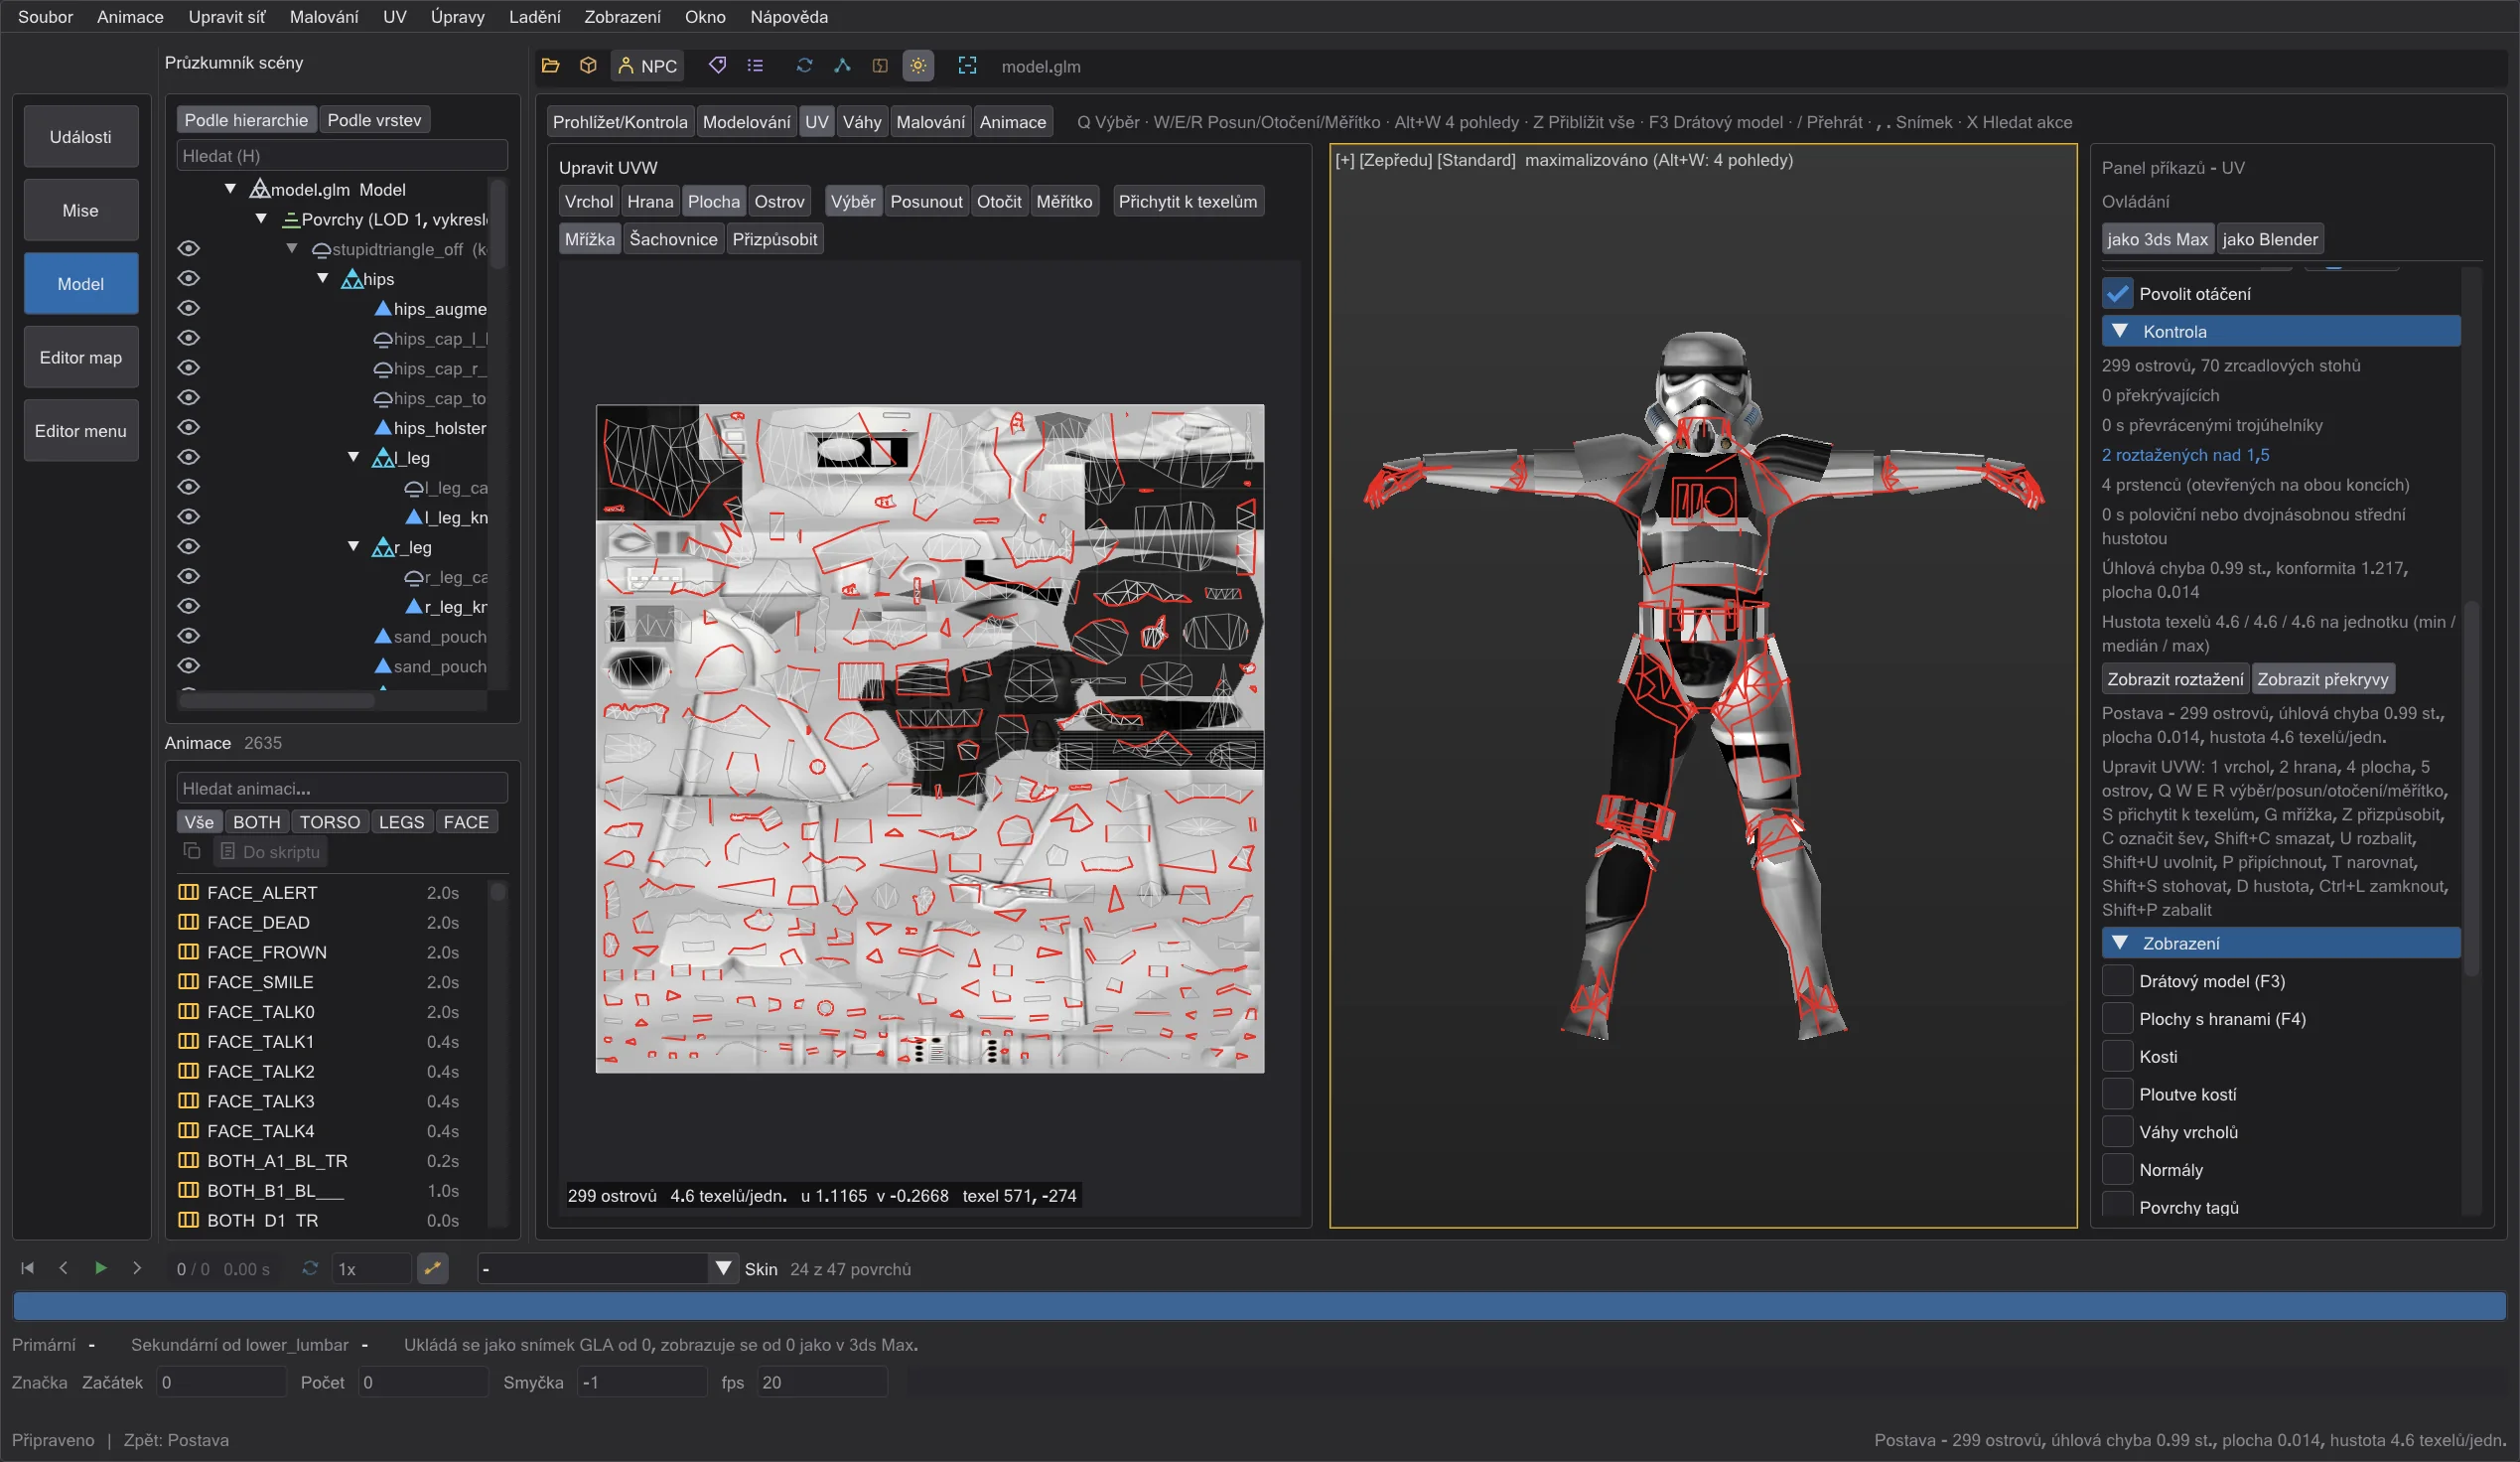 Soubor Animace Upravit síť Malování UV Úpravy Ladění Zobrazení Okno Nápověda
Průzkumník scény
NPC
model.glm
Události
Mise
Model
Editor map
Editor menu
Podle hierarchie Podle vrstev
Hledat (H)
model.glm Model
Povrchy (LOD 1, vykresl
stupidtriangle_off (k
hips
hips_augme
hips_cap_l_
hips_cap_r_
hips_cap_to
hips_holster
l_leg
l_leg_ca
l_leg_kn
r_leg
r_leg_ca
r_leg_kn
sand_pouch
sand_pouch
Animace 2635
Hledat animaci...
Vše BOTH TORSO LEGS FACE
Do skriptu
FACE_ALERT 2.0s
FACE_DEAD 2.0s
FACE_FROWN 2.0s
FACE_SMILE 2.0s
FACE_TALK0 2.0s
FACE_TALK1 0.4s
FACE_TALK2 0.4s
FACE_TALK3 0.4s
FACE_TALK4 0.4s
BOTH_A1_BL_TR 0.2s
BOTH_B1_BL___ 1.0s
BOTH_D1_TR 0.0s
Prohlížet/Kontrola Modelování UV Váhy Malování Animace
Q Výběr · W/E/R Posun/Otočení/Měřítko · Alt+W 4 pohledy · Z Přiblížit vše · F3 Drátový model · / Přehrát · , . Snímek · X Hledat akce
Upravit UVW
Vrchol Hrana Plocha Ostrov Výběr Posunout Otočit Měřítko Přichytit k texelům
Mřížka Šachovnice Přizpůsobit
299 ostrovů 4.6 texelů/jedn. u 1.1165 v -0.2668 texel 571, -274
[+] [Zepředu] [Standard] maximalizováno (Alt+W: 4 pohledy)
Panel příkazů - UV
Ovládání
jako 3ds Max jako Blender
Povolit otáčení
Kontrola
299 ostrovů, 70 zrcadlových stohů
0 překrývajících
0 s převrácenými trojúhelníky
2 roztažených nad 1,5
4 prstenců (otevřených na obou koncích)
0 s poloviční nebo dvojnásobnou střední
hustotou
Úhlová chyba 0.99 st., konformita 1.217,
plocha 0.014
Hustota texelů 4.6 / 4.6 / 4.6 na jednotku (min /
medián / max)
Zobrazit roztažení Zobrazit překryvy
Postava - 299 ostrovů, úhlová chyba 0.99 st.,
plocha 0.014, hustota 4.6 texelů/jedn.
Upravit UVW: 1 vrchol, 2 hrana, 4 plocha, 5
ostrov, Q W E R výběr/posun/otočení/měřítko,
S přichytit k texelům, G mřížka, Z přizpůsobit,
C označit šev, Shift+C smazat, U rozbalit,
Shift+U uvolnit, P připíchnout, T narovnat,
Shift+S stohovat, D hustota, Ctrl+L zamknout,
Shift+P zabalit
Zobrazení
Drátový model (F3)
Plochy s hranami (F4)
Kosti
Ploutve kostí
Váhy vrcholů
Normály
Povrchy tagů
0 / 0 0.00 s 1x - Skin 24 z 47 povrchů
Primární - Sekundární od lower_lumbar - Ukládá se jako snímek GLA od 0, zobrazuje se od 0 jako v 3ds Max.
Značka Začátek 0 Počet 0 Smyčka -1 fps 20
Připraveno | Zpět: Postava
Postava - 299 ostrovů, úhlová chyba 0.99 st., plocha 0.014, hustota 4.6 texelů/jedn.